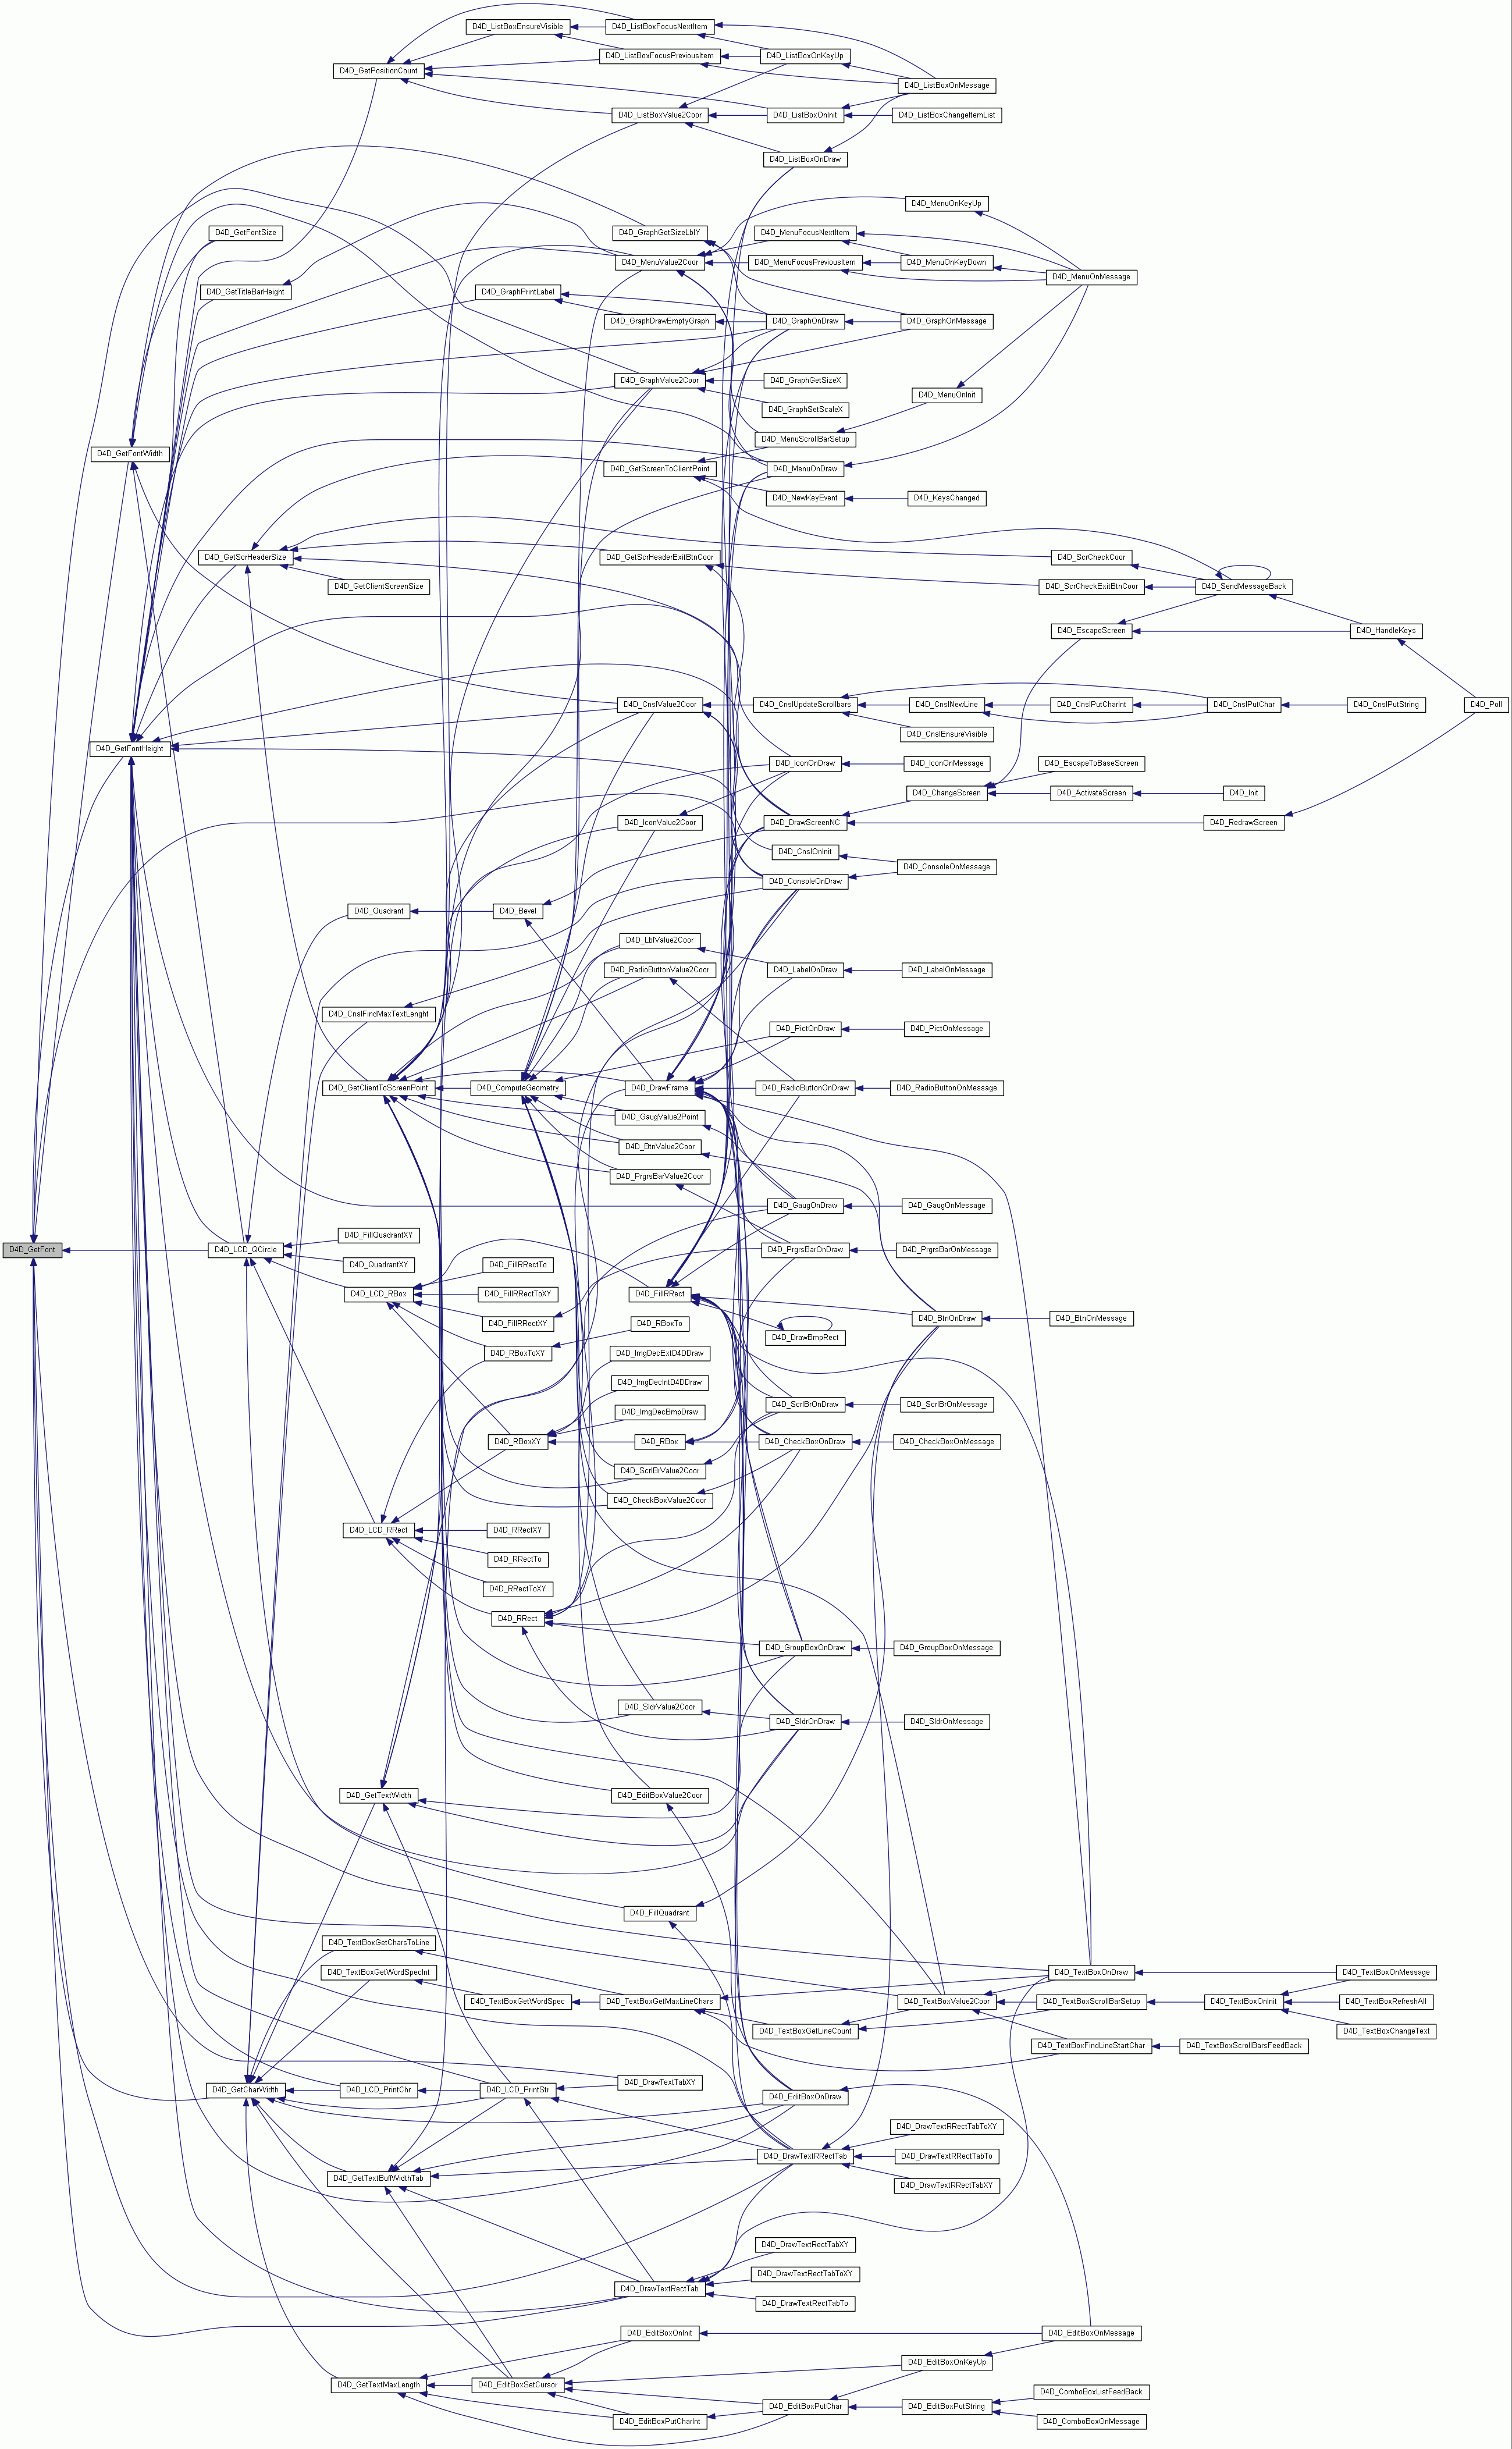 D4D_ListBoxEnsureVisible
D4D_ListBoxFocusNextItem
D4D_ListBoxFocusPreviousItem
D4D_ListBoxOnKeyUp
D4D_GetPositionCount
D4D_ListBoxOnMessage
D4D_ListBoxValue2Coor
D4D_ListBoxOnInit
D4D_ListBoxChangeItemList
D4D_ListBoxOnDraw
D4D_MenuOnKeyUp
D4D_GetFontSize
D4D_GraphGetSizeLblY
D4D_MenuFocusNextItem
D4D_MenuValue2Coor
D4D_MenuFocusPreviousItem
D4D_MenuOnKeyDown
D4D_MenuOnMessage
D4D_GetTitleBarHeight
D4D_GraphPrintLabel
D4D_GraphDrawEmptyGraph
D4D_GraphOnDraw
D4D_GraphOnMessage
D4D_GraphValue2Coor
D4D_GraphGetSizeX
D4D_MenuOnInit
D4D_GraphSetScaleX
D4D_MenuScrollBarSetup
D4D_GetFontWidth
D4D_GetScreenToClientPoint
D4D_MenuOnDraw
D4D_NewKeyEvent
D4D_KeysChanged
D4D_GetScrHeaderSize
D4D_GetScrHeaderExitBtnCoor
D4D_ScrCheckCoor
D4D_GetClientScreenSize
D4D_ScrCheckExitBtnCoor
D4D_SendMessageBack
D4D_EscapeScreen
D4D_HandleKeys
D4D_CnslValue2Coor
D4D_CnslUpdateScrollbars
D4D_CnslNewLine
D4D_CnslPutCharInt
D4D_CnslPutChar
D4D_CnslPutString
D4D_Poll
D4D_CnslEnsureVisible
D4D_GetFontHeight
D4D_IconOnDraw
D4D_IconOnMessage
D4D_EscapeToBaseScreen
D4D_ChangeScreen
D4D_ActivateScreen
D4D_Init
D4D_IconValue2Coor
D4D_DrawScreenNC
D4D_RedrawScreen
D4D_CnslOnInit
D4D_ConsoleOnMessage
D4D_ConsoleOnDraw
D4D_Quadrant
D4D_Bevel
D4D_LblValue2Coor
D4D_RadioButtonValue2Coor
D4D_LabelOnDraw
D4D_LabelOnMessage
D4D_CnslFindMaxTextLenght
D4D_PictOnDraw
D4D_PictOnMessage
D4D_GetClientToScreenPoint
D4D_ComputeGeometry
D4D_DrawFrame
D4D_RadioButtonOnDraw
D4D_RadioButtonOnMessage
D4D_GaugValue2Point
D4D_BtnValue2Coor
D4D_PrgrsBarValue2Coor
D4D_GaugOnDraw
D4D_GaugOnMessage
D4D_GetFont
D4D_LCD_QCircle
D4D_FillQuadrantXY
D4D_QuadrantXY
D4D_PrgrsBarOnDraw
D4D_PrgrsBarOnMessage
D4D_FillRRectTo
D4D_LCD_RBox
D4D_FillRRectToXY
D4D_FillRRect
D4D_FillRRectXY
D4D_RBoxTo
D4D_DrawBmpRect
D4D_BtnOnDraw
D4D_BtnOnMessage
D4D_RBoxToXY
D4D_ImgDecExtD4DDraw
D4D_ImgDecIntD4DDraw
D4D_ImgDecBmpDraw
D4D_ScrlBrOnDraw
D4D_ScrlBrOnMessage
D4D_RBoxXY
D4D_RBox
D4D_CheckBoxOnDraw
D4D_CheckBoxOnMessage
D4D_ScrlBrValue2Coor
D4D_CheckBoxValue2Coor
D4D_LCD_RRect
D4D_RRectXY
D4D_RRectTo
D4D_RRectToXY
D4D_RRect
D4D_GroupBoxOnDraw
D4D_GroupBoxOnMessage
D4D_SldrValue2Coor
D4D_SldrOnDraw
D4D_SldrOnMessage
D4D_GetTextWidth
D4D_EditBoxValue2Coor
D4D_FillQuadrant
D4D_TextBoxGetCharsToLine
D4D_TextBoxGetWordSpecInt
D4D_TextBoxOnDraw
D4D_TextBoxOnMessage
D4D_TextBoxGetWordSpec
D4D_TextBoxGetMaxLineChars
D4D_TextBoxValue2Coor
D4D_TextBoxScrollBarSetup
D4D_TextBoxOnInit
D4D_TextBoxRefreshAll
D4D_TextBoxGetLineCount
D4D_TextBoxChangeText
D4D_TextBoxFindLineStartChar
D4D_TextBoxScrollBarsFeedBack
D4D_GetCharWidth
D4D_LCD_PrintChr
D4D_LCD_PrintStr
D4D_DrawTextTabXY
D4D_EditBoxOnDraw
D4D_DrawTextRRectTabToXY
D4D_GetTextBuffWidthTab
D4D_DrawTextRRectTab
D4D_DrawTextRRectTabTo
D4D_DrawTextRRectTabXY
D4D_DrawTextRectTabXY
D4D_DrawTextRectTab
D4D_DrawTextRectTabToXY
D4D_DrawTextRectTabTo
D4D_EditBoxOnInit
D4D_EditBoxOnMessage
D4D_EditBoxOnKeyUp
D4D_GetTextMaxLength
D4D_EditBoxSetCursor
D4D_ComboBoxListFeedBack
D4D_EditBoxPutChar
D4D_EditBoxPutString
D4D_EditBoxPutCharInt
D4D_ComboBoxOnMessage